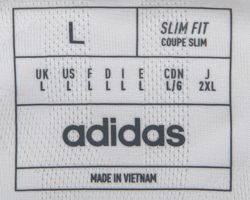 L
SLIM FIT
COUPE SLIM
UK US F D I E CDN J
L L L L L L L/G 2XL
adidas
MADE IN VIETNAM